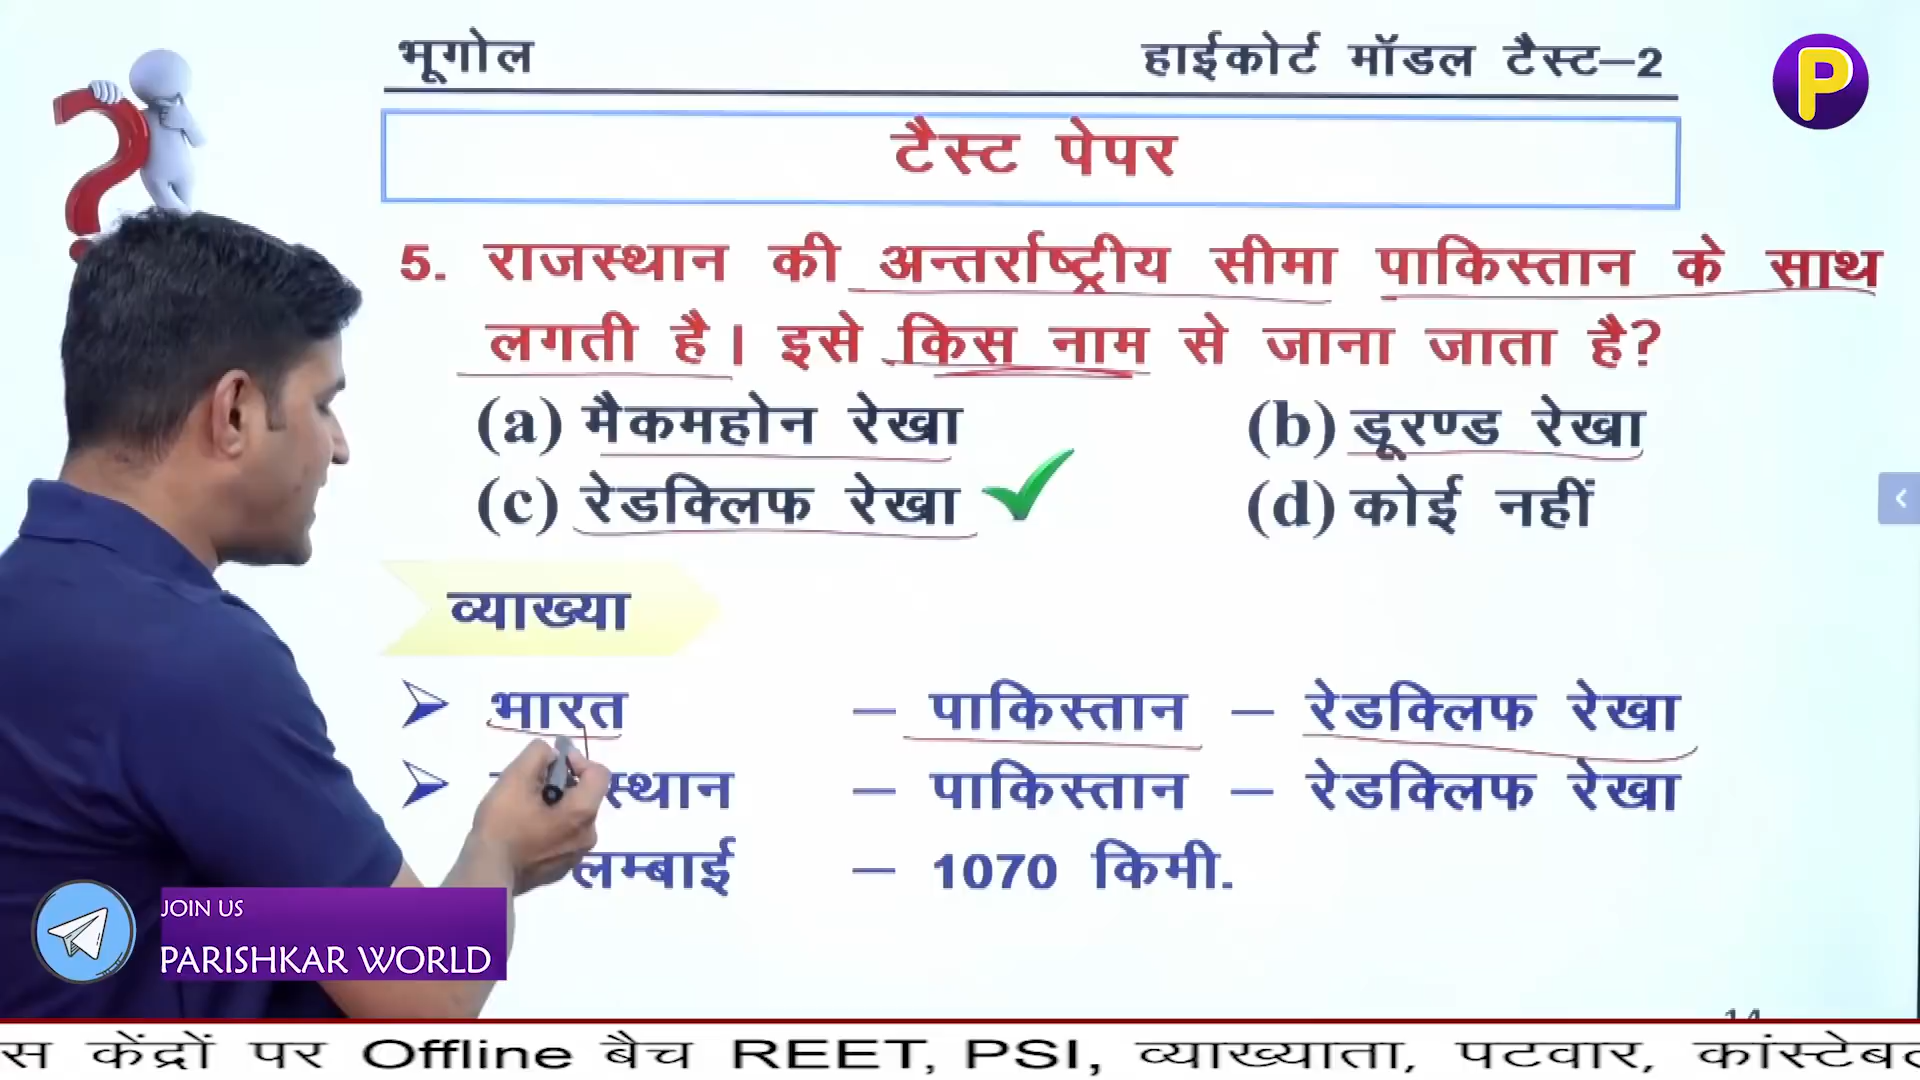 भूगोल हाईकोर्ट मॉडल टैस्ट–2
P
टैस्ट पेपर
5. राजस्थान की अन्तर्राष्ट्रीय सीमा पाकिस्तान के साथ
लगती है। इसे किस नाम से जाना जाता है?
(a) मैकमहोन रेखा (b) डूरण्ड रेखा
(c) रेडक्लिफ रेखा (d) कोई नहीं
व्याख्या
भारत – पाकिस्तान – रेडक्लिफ रेखा
– पाकिस्तान – रेडक्लिफ रेखा
लम्बाई – 1070 किमी.
JOIN US
PARISHKAR WORLD
केंद्रों पर Offline बैच REET, PSI, व्याख्याता, पटवार,